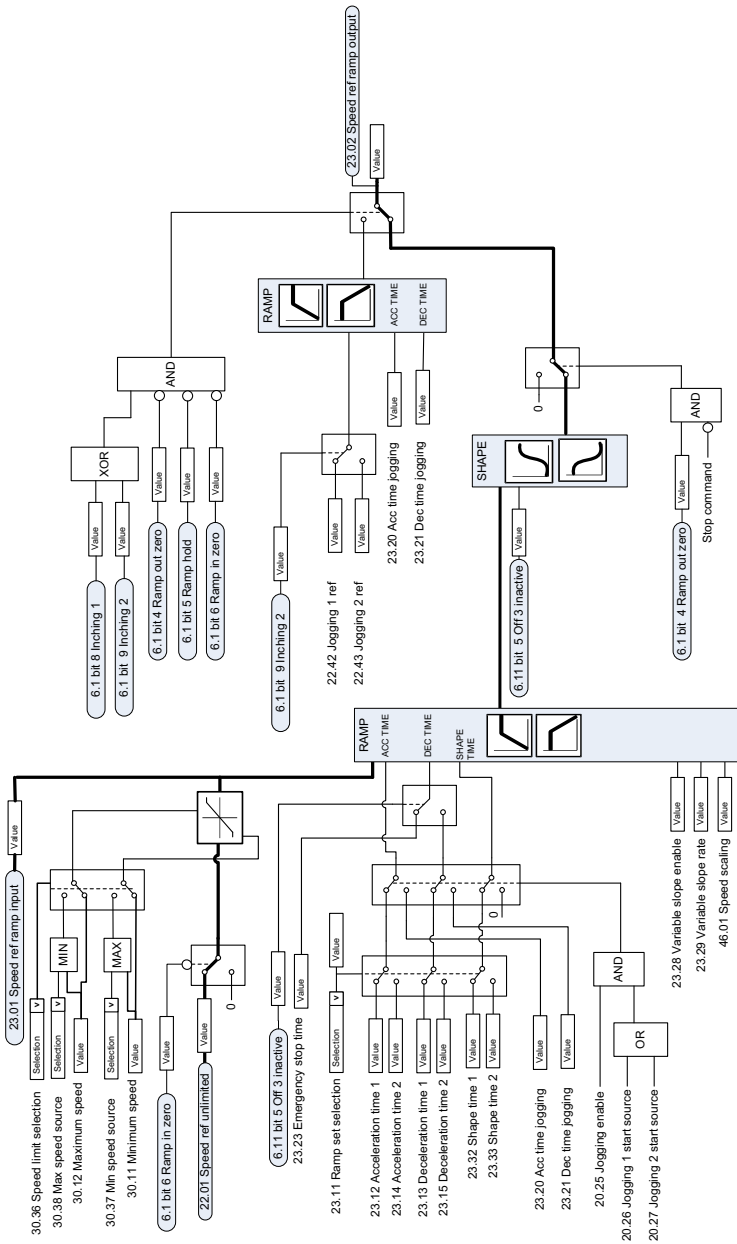 23.01 Speed ref ramp input
Value
30.36 Speed limit selection
Selection
v
30.38 Max speed source
Selection
v
30.12 Maximum speed
Value
MIN
30.37 Min speed source
Selection
v
30.11 Minimum speed
Value
MAX
6.1 bit 6 Ramp in zero
Value
22.01 Speed ref unlimited
Value
0
6.11 bit 5 Off 3 inactive
Value
23.23 Emergency stop time
Value
23.11 Ramp set selection
Selection
v
Value
23.12 Acceleration time 1
Value
23.14 Acceleration time 2
Value
23.13 Deceleration time 1
Value
23.15 Deceleration time 2
Value
23.32 Shape time 1
Value
23.33 Shape time 2
Value
0
23.20 Acc time jogging
Value
23.21 Dec time jogging
Value
20.25 Jogging enable
AND
20.26 Jogging 1 start source
OR
20.27 Jogging 2 start source
RAMP
ACC TIME
DEC TIME
SHAPE
TIME
23.28 Variable slope enable
Value
23.29 Variable slope rate
Value
46.01 Speed scaling
Value
6.1 bit 8 Inching 1
Value
6.1 bit 9 Inching 2
Value
XOR
6.1 bit 4 Ramp out zero
Value
6.1 bit 5 Ramp hold
Value
6.1 bit 6 Ramp in zero
Value
AND
6.1 bit 9 Inching 2
Value
22.42 Jogging 1 ref
Value
22.43 Jogging 2 ref
Value
23.20 Acc time jogging
Value
23.21 Dec time jogging
Value
RAMP
ACC TIME
DEC TIME
6.11 bit 5 Off 3 inactive
Value
SHAPE
0
6.1 bit 4 Ramp out zero
Value
Stop command
AND
23.02 Speed ref ramp output
Value